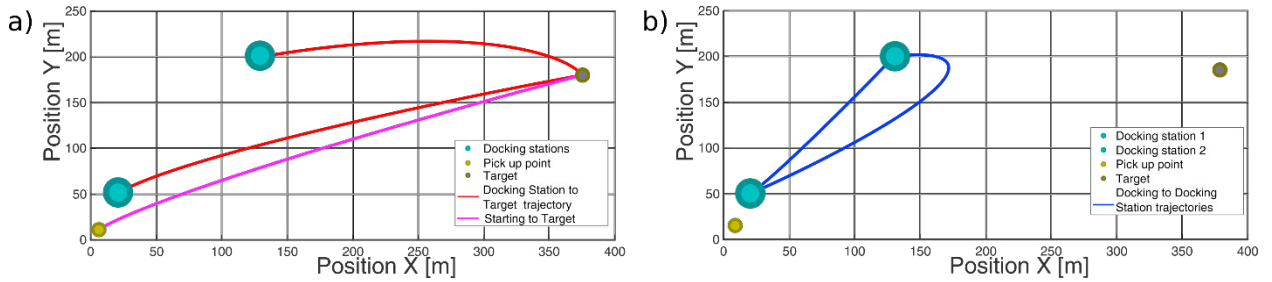 a)
Position Y [m]
250
200
150
100
50
0
0 50 100 150 200 250 300 350 400
Position X [m]
Docking stations
Pick up point
Target
Docking Station to
Target trajectory
Starting to Target
b)
Position Y [m]
250
200
150
100
50
0
0 50 100 150 200 250 300 350 400
Position X [m]
Docking station 1
Docking station 2
Pick up point
Target
Docking to Docking
Station trajectories